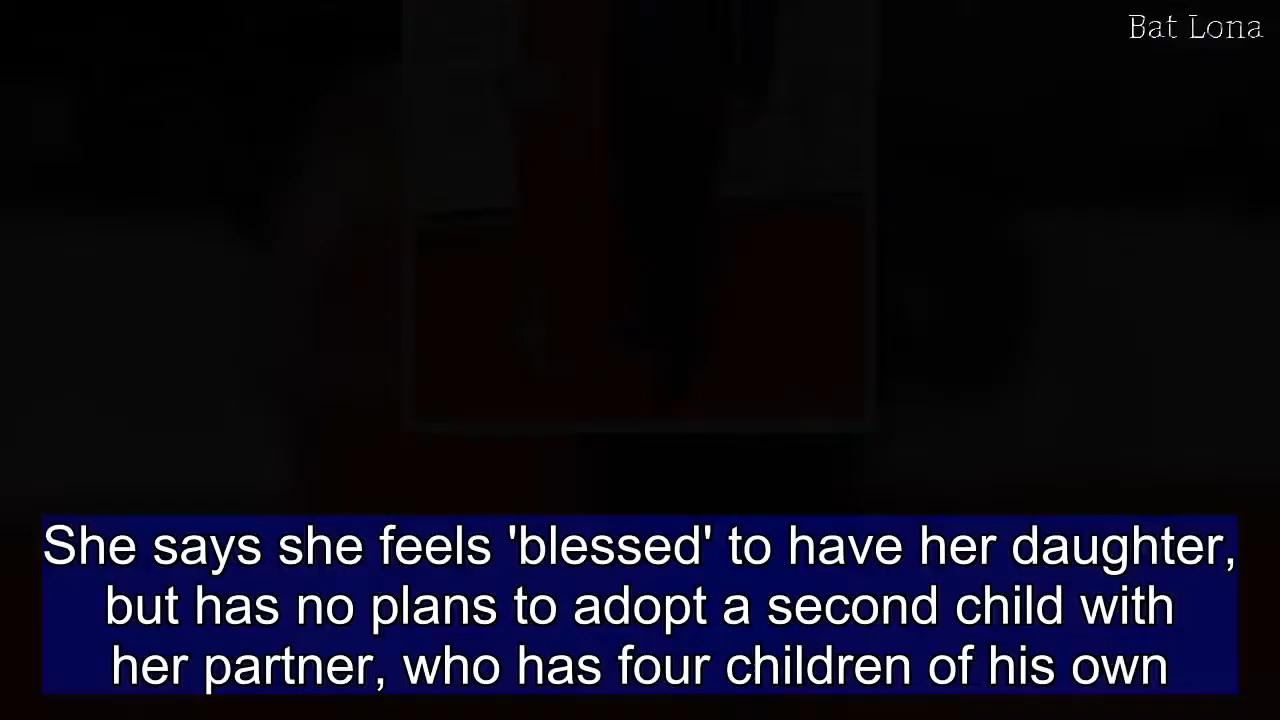 Bat Lona
She says she feels 'blessed' to have her daughter,
but has no plans to adopt a second child with
her partner, who has four children of his own